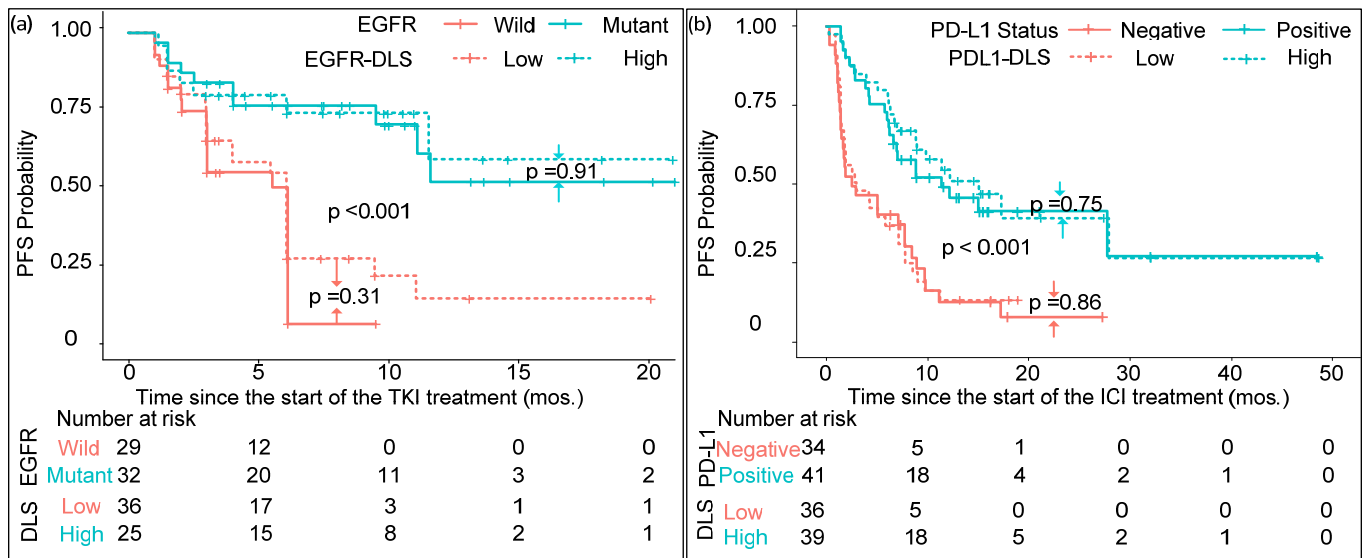 (a)
EGFR Wild Mutant
EGFR-DLS Low High
1.00
0.75
0.50
0.25
0
PFS Probability
p =0.91
p <0.001
p =0.31
0 5 10 15 20
Time since the start of the TKI treatment (mos.)
Number at risk
EGFR
Wild 29 12 0 0 0
Mutant 32 20 11 3 2
DLS
Low 36 17 3 1 1
High 25 15 8 2 1
(b)
PD-L1 Status Negative Positive
PDL1-DLS Low High
1.00
0.75
0.50
0.25
0
PFS Probability
p =0.75
p < 0.001
p =0.86
0 10 20 30 40 50
Time since the start of the ICI treatment (mos.)
Number at risk
PD-L1
Negative 34 5 1 0 0 0
Positive 41 18 4 2 1 0
DLS
Low 36 5 0 0 0 0
High 39 18 5 2 1 0